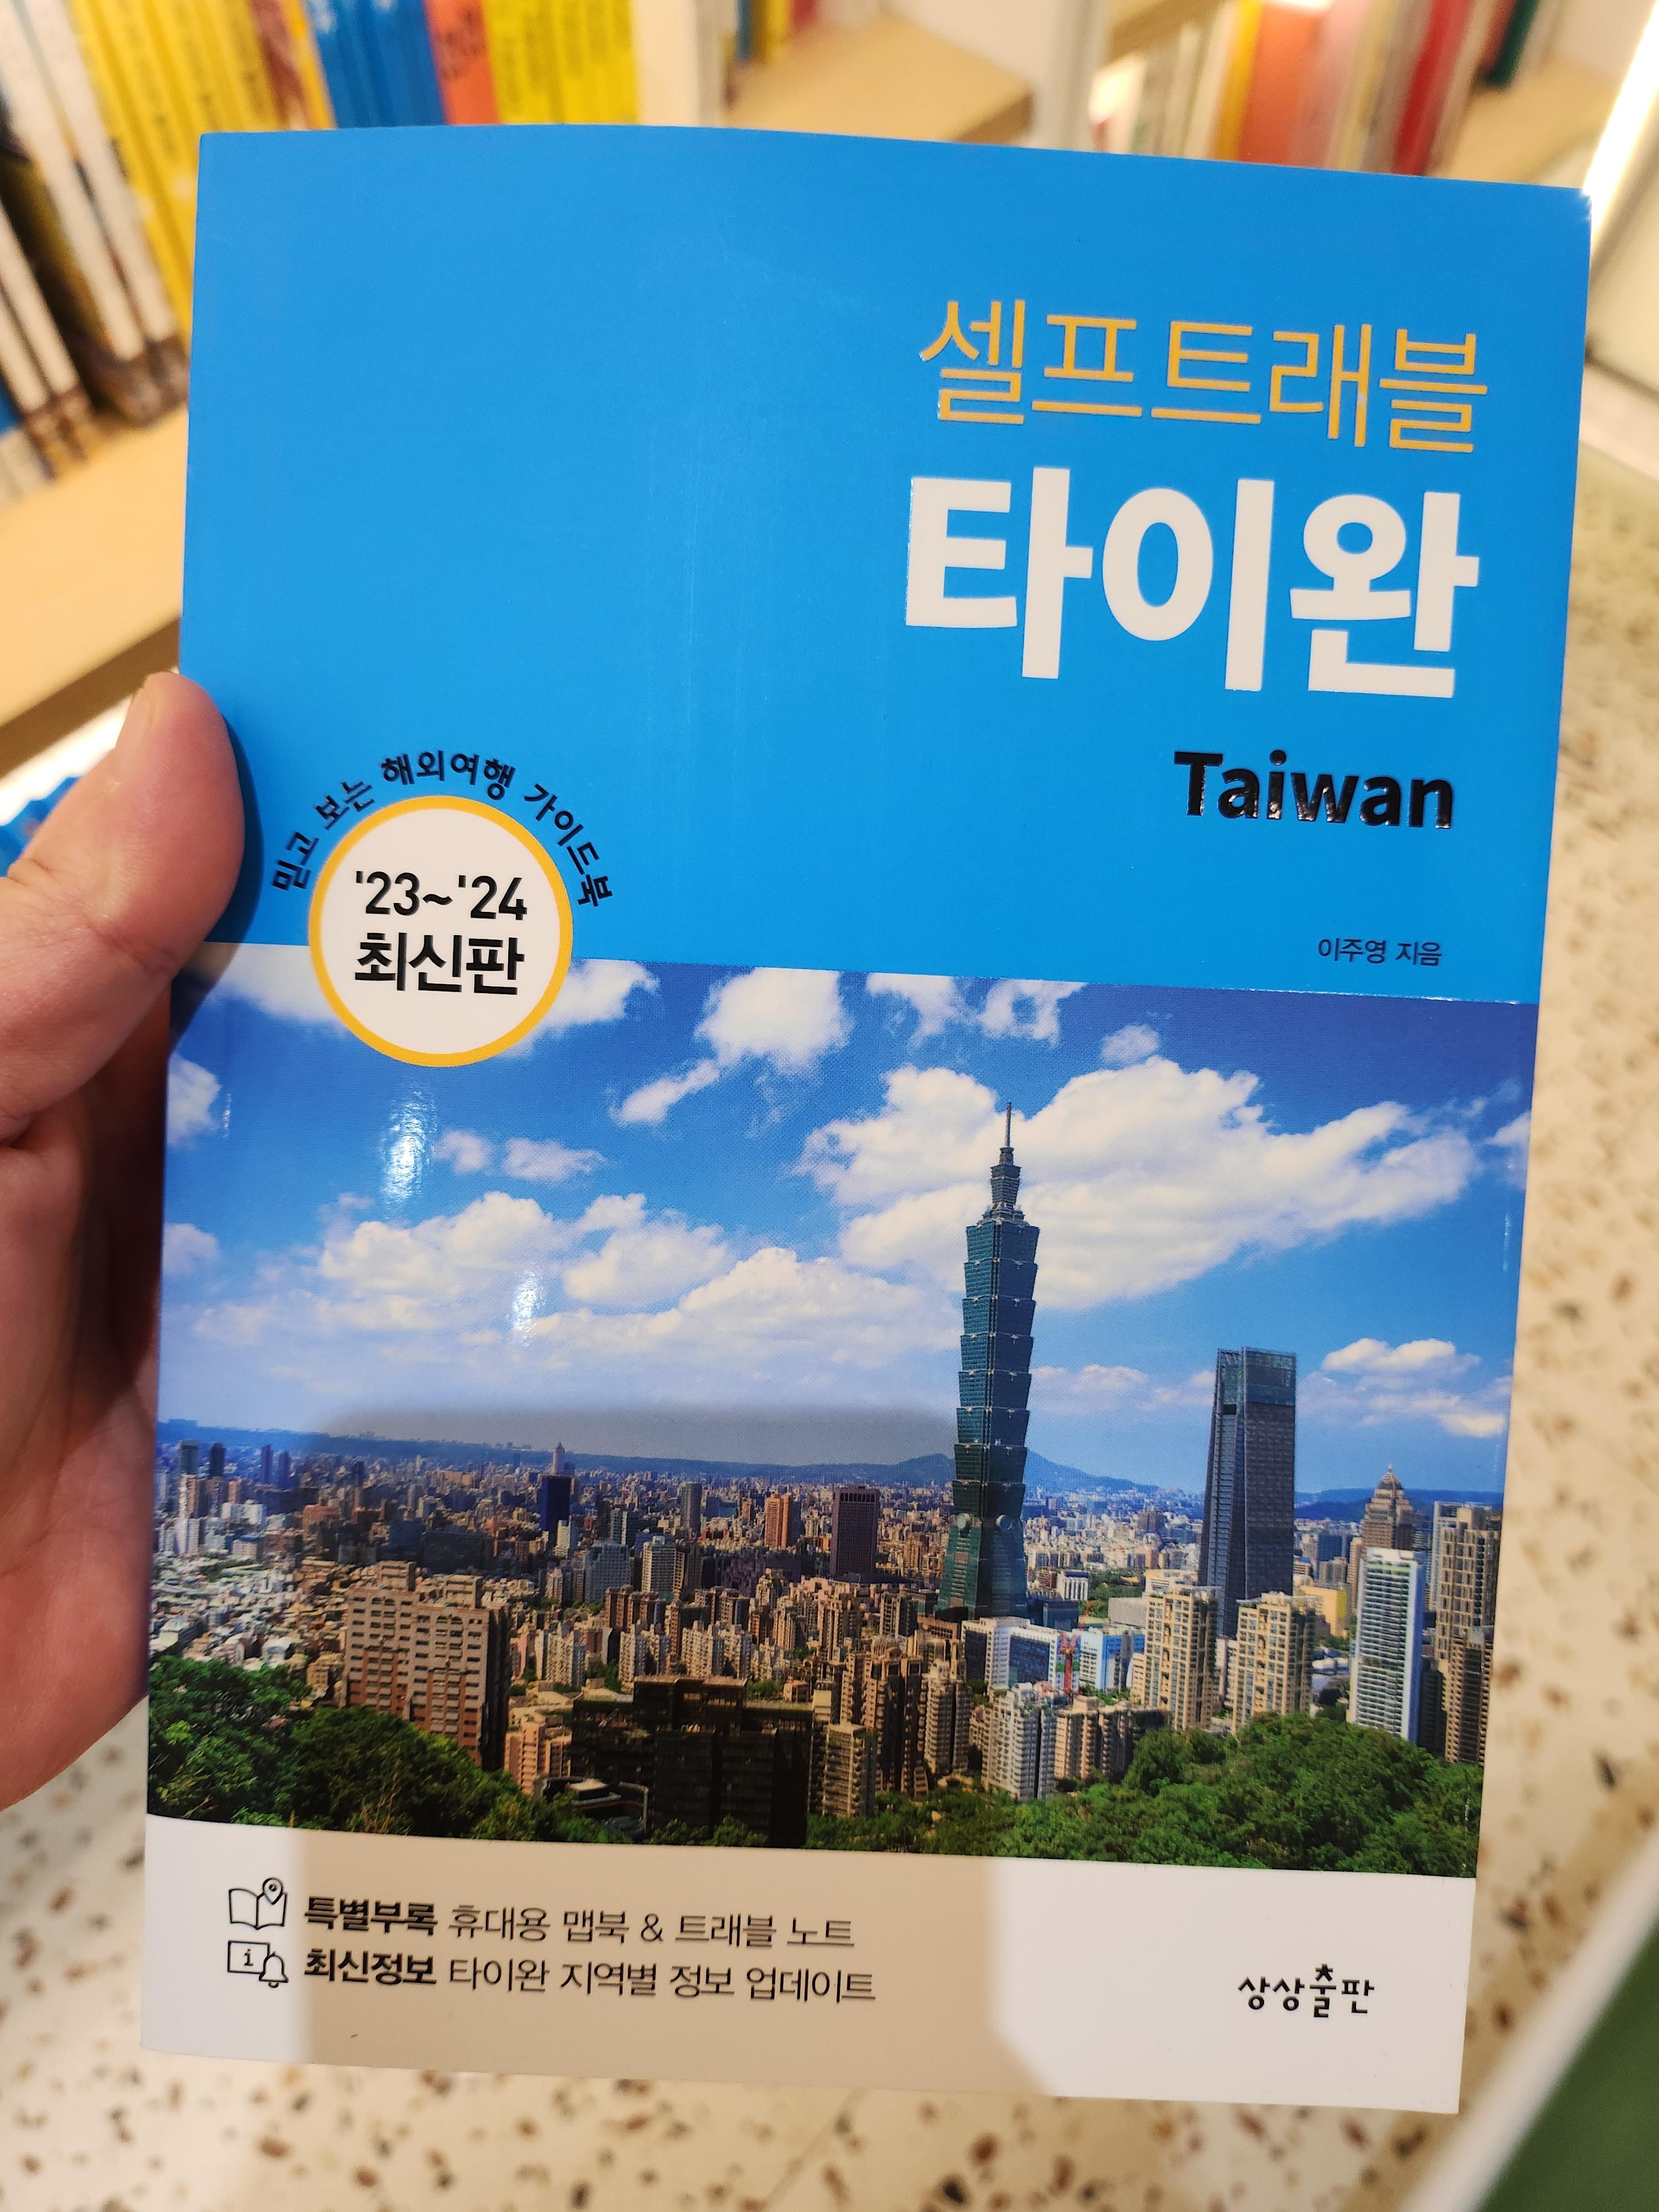 셀프트래블
타이완
Taiwan
믿고 보는 해외여행 가이드북
'23~'24
최신판
이주영 지음
특별부록 휴대용 맵북 & 트래블 노트
최신정보 타이완 지역별 정보 업데이트
상상출판